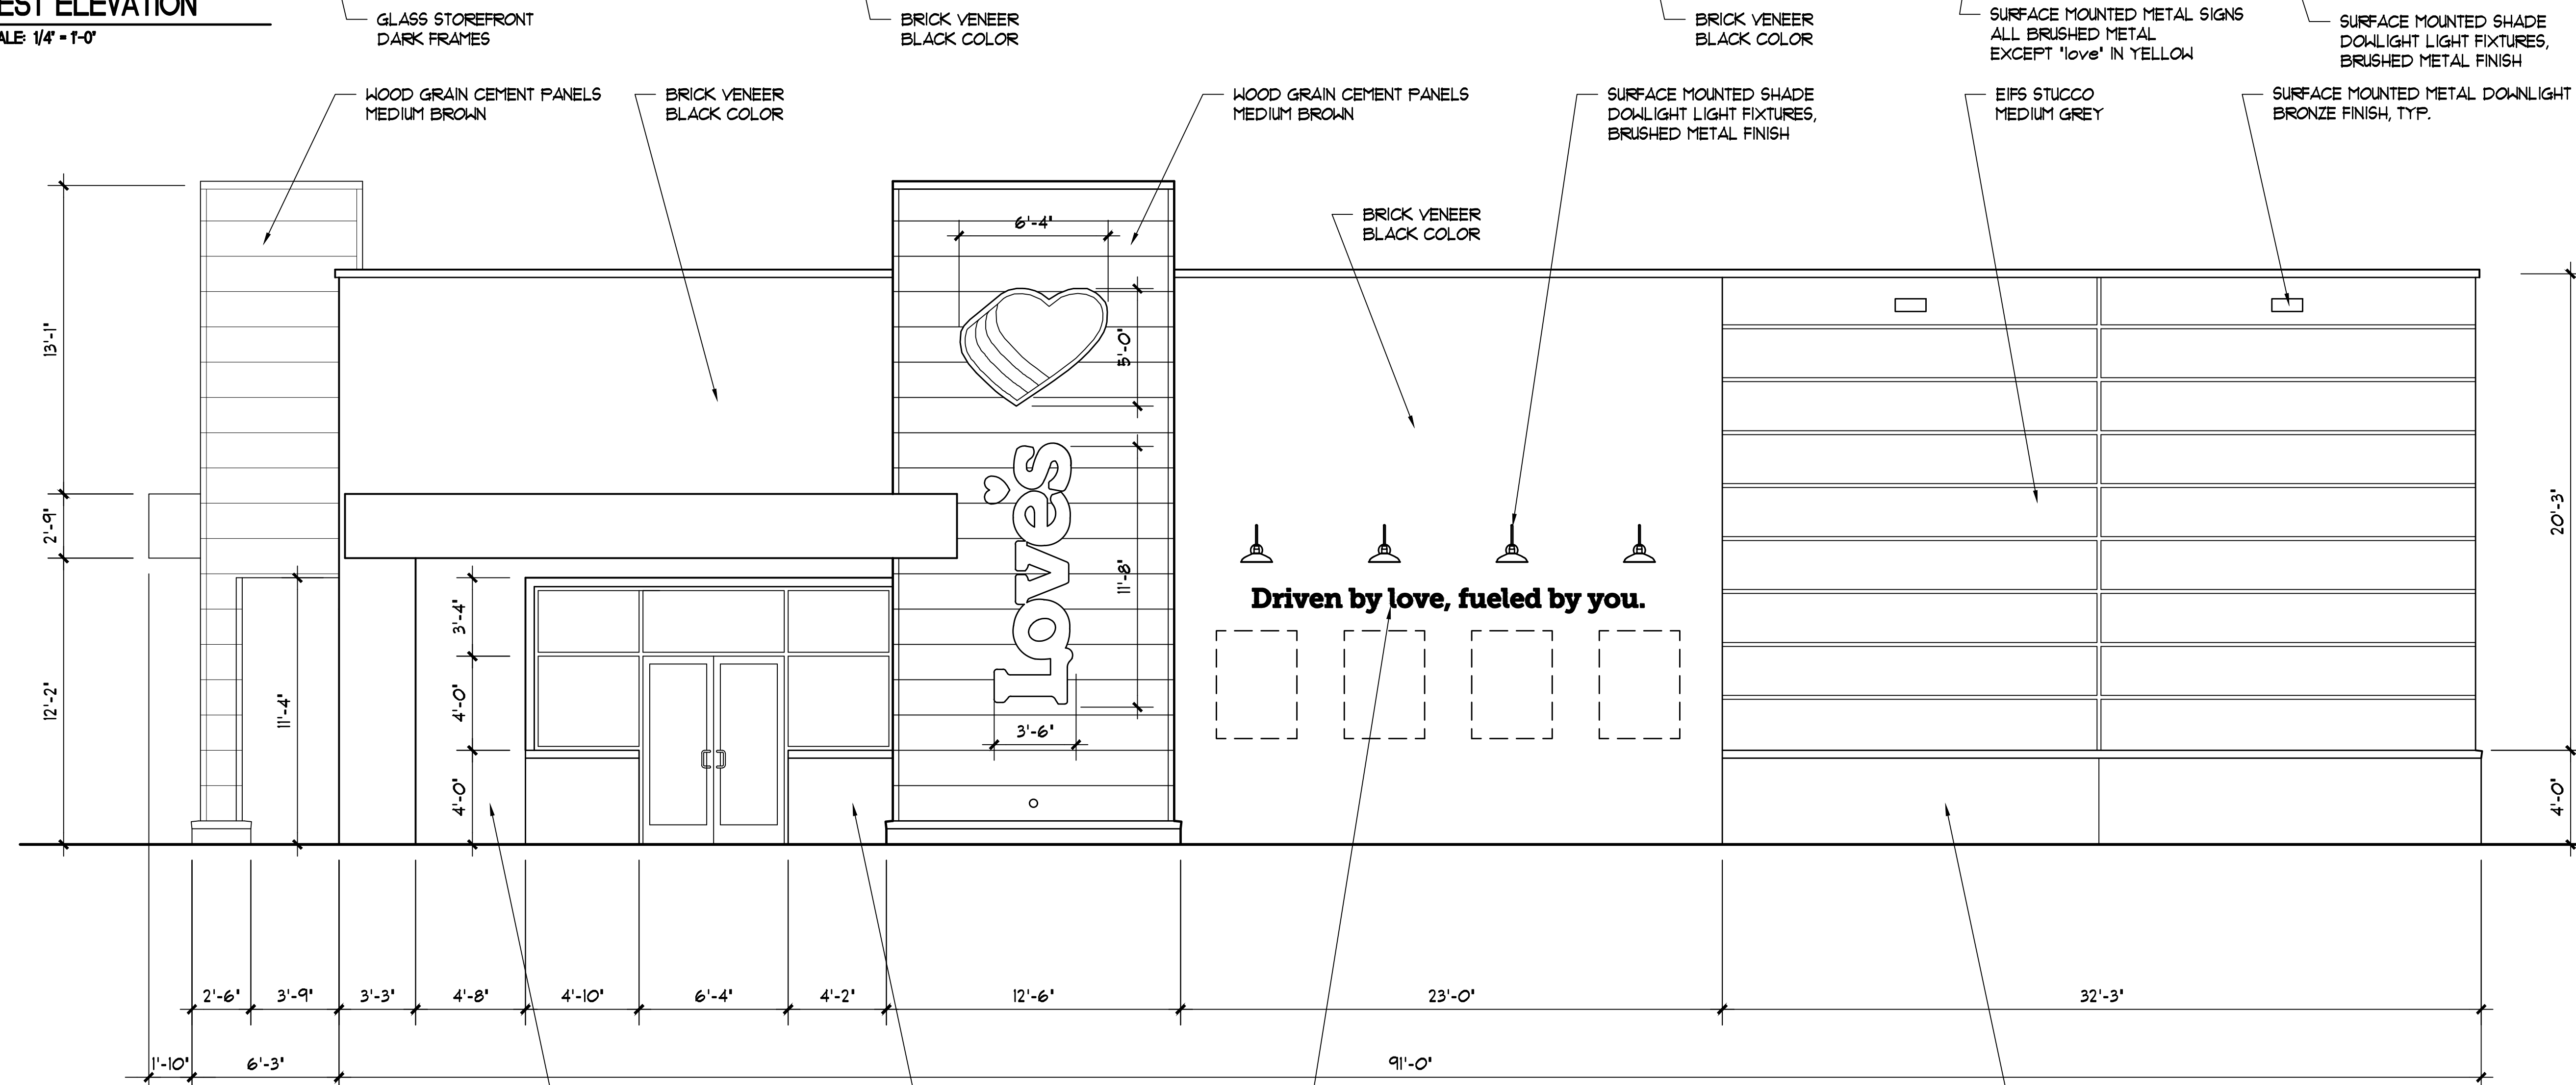 EST ELEVATION
ALE: 1/4" = 1'-0"
GLASS STOREFRONT
DARK FRAMES
BRICK VENEER
BLACK COLOR
BRICK VENEER
BLACK COLOR
SURFACE MOUNTED METAL SIGNS
ALL BRUSHED METAL
EXCEPT "love" IN YELLOW
SURFACE MOUNTED SHADE
DOWLIGHT LIGHT FIXTURES,
BRUSHED METAL FINISH
WOOD GRAIN CEMENT PANELS
MEDIUM BROWN
BRICK VENEER
BLACK COLOR
WOOD GRAIN CEMENT PANELS
MEDIUM BROWN
SURFACE MOUNTED SHADE
DOWLIGHT LIGHT FIXTURES,
BRUSHED METAL FINISH
EIFS STUCCO
MEDIUM GREY
SURFACE MOUNTED METAL DOWNLIGHT
BRONZE FINISH, TYP.
BRICK VENEER
BLACK COLOR
6'-4"
13'-1"
5'-0"
Love's
20'-3"
2'-9"
11'-8"
Driven by love, fueled by you.
3'-4"
12'-2"
11'-4"
4'-0"
3'-6"
4'-0"
4'-0"
2'-6"
3'-9"
3'-3"
4'-8"
4'-10"
6'-4"
4'-2"
12'-6"
23'-0"
32'-3"
1'-10"
6'-3"
91'-0"